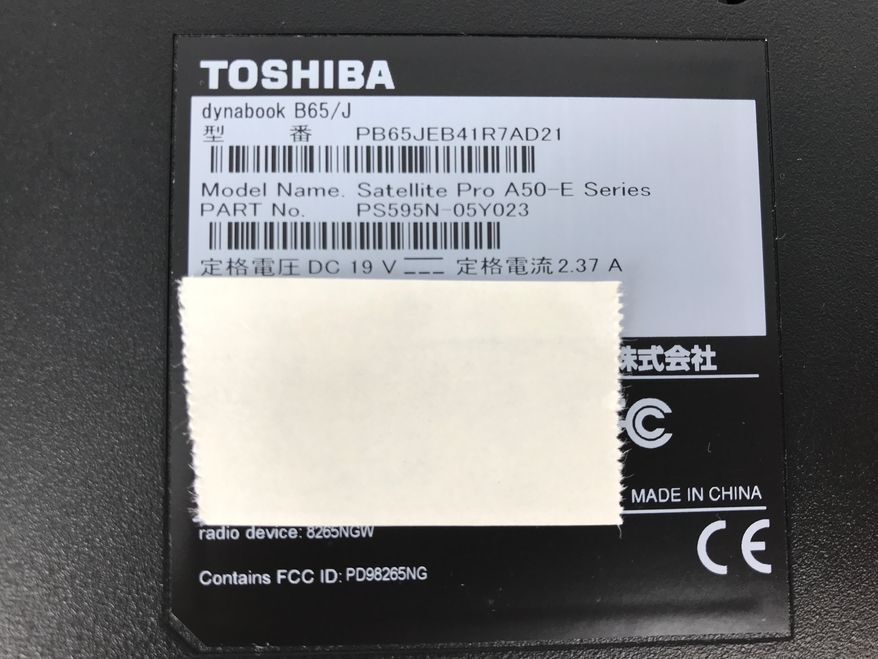 TOSHIBA
dynabook B65/J
型 番 PB65JEB41R7AD21
Model Name. Satellite Pro A50-E Series
PART No. PS595N-05Y023
定格電圧 DC 19 V 定格電流 2.37 A
株式会社
MADE IN CHINA
radio device: 8265NGW
CE
Contains FCC ID: PD98265NG